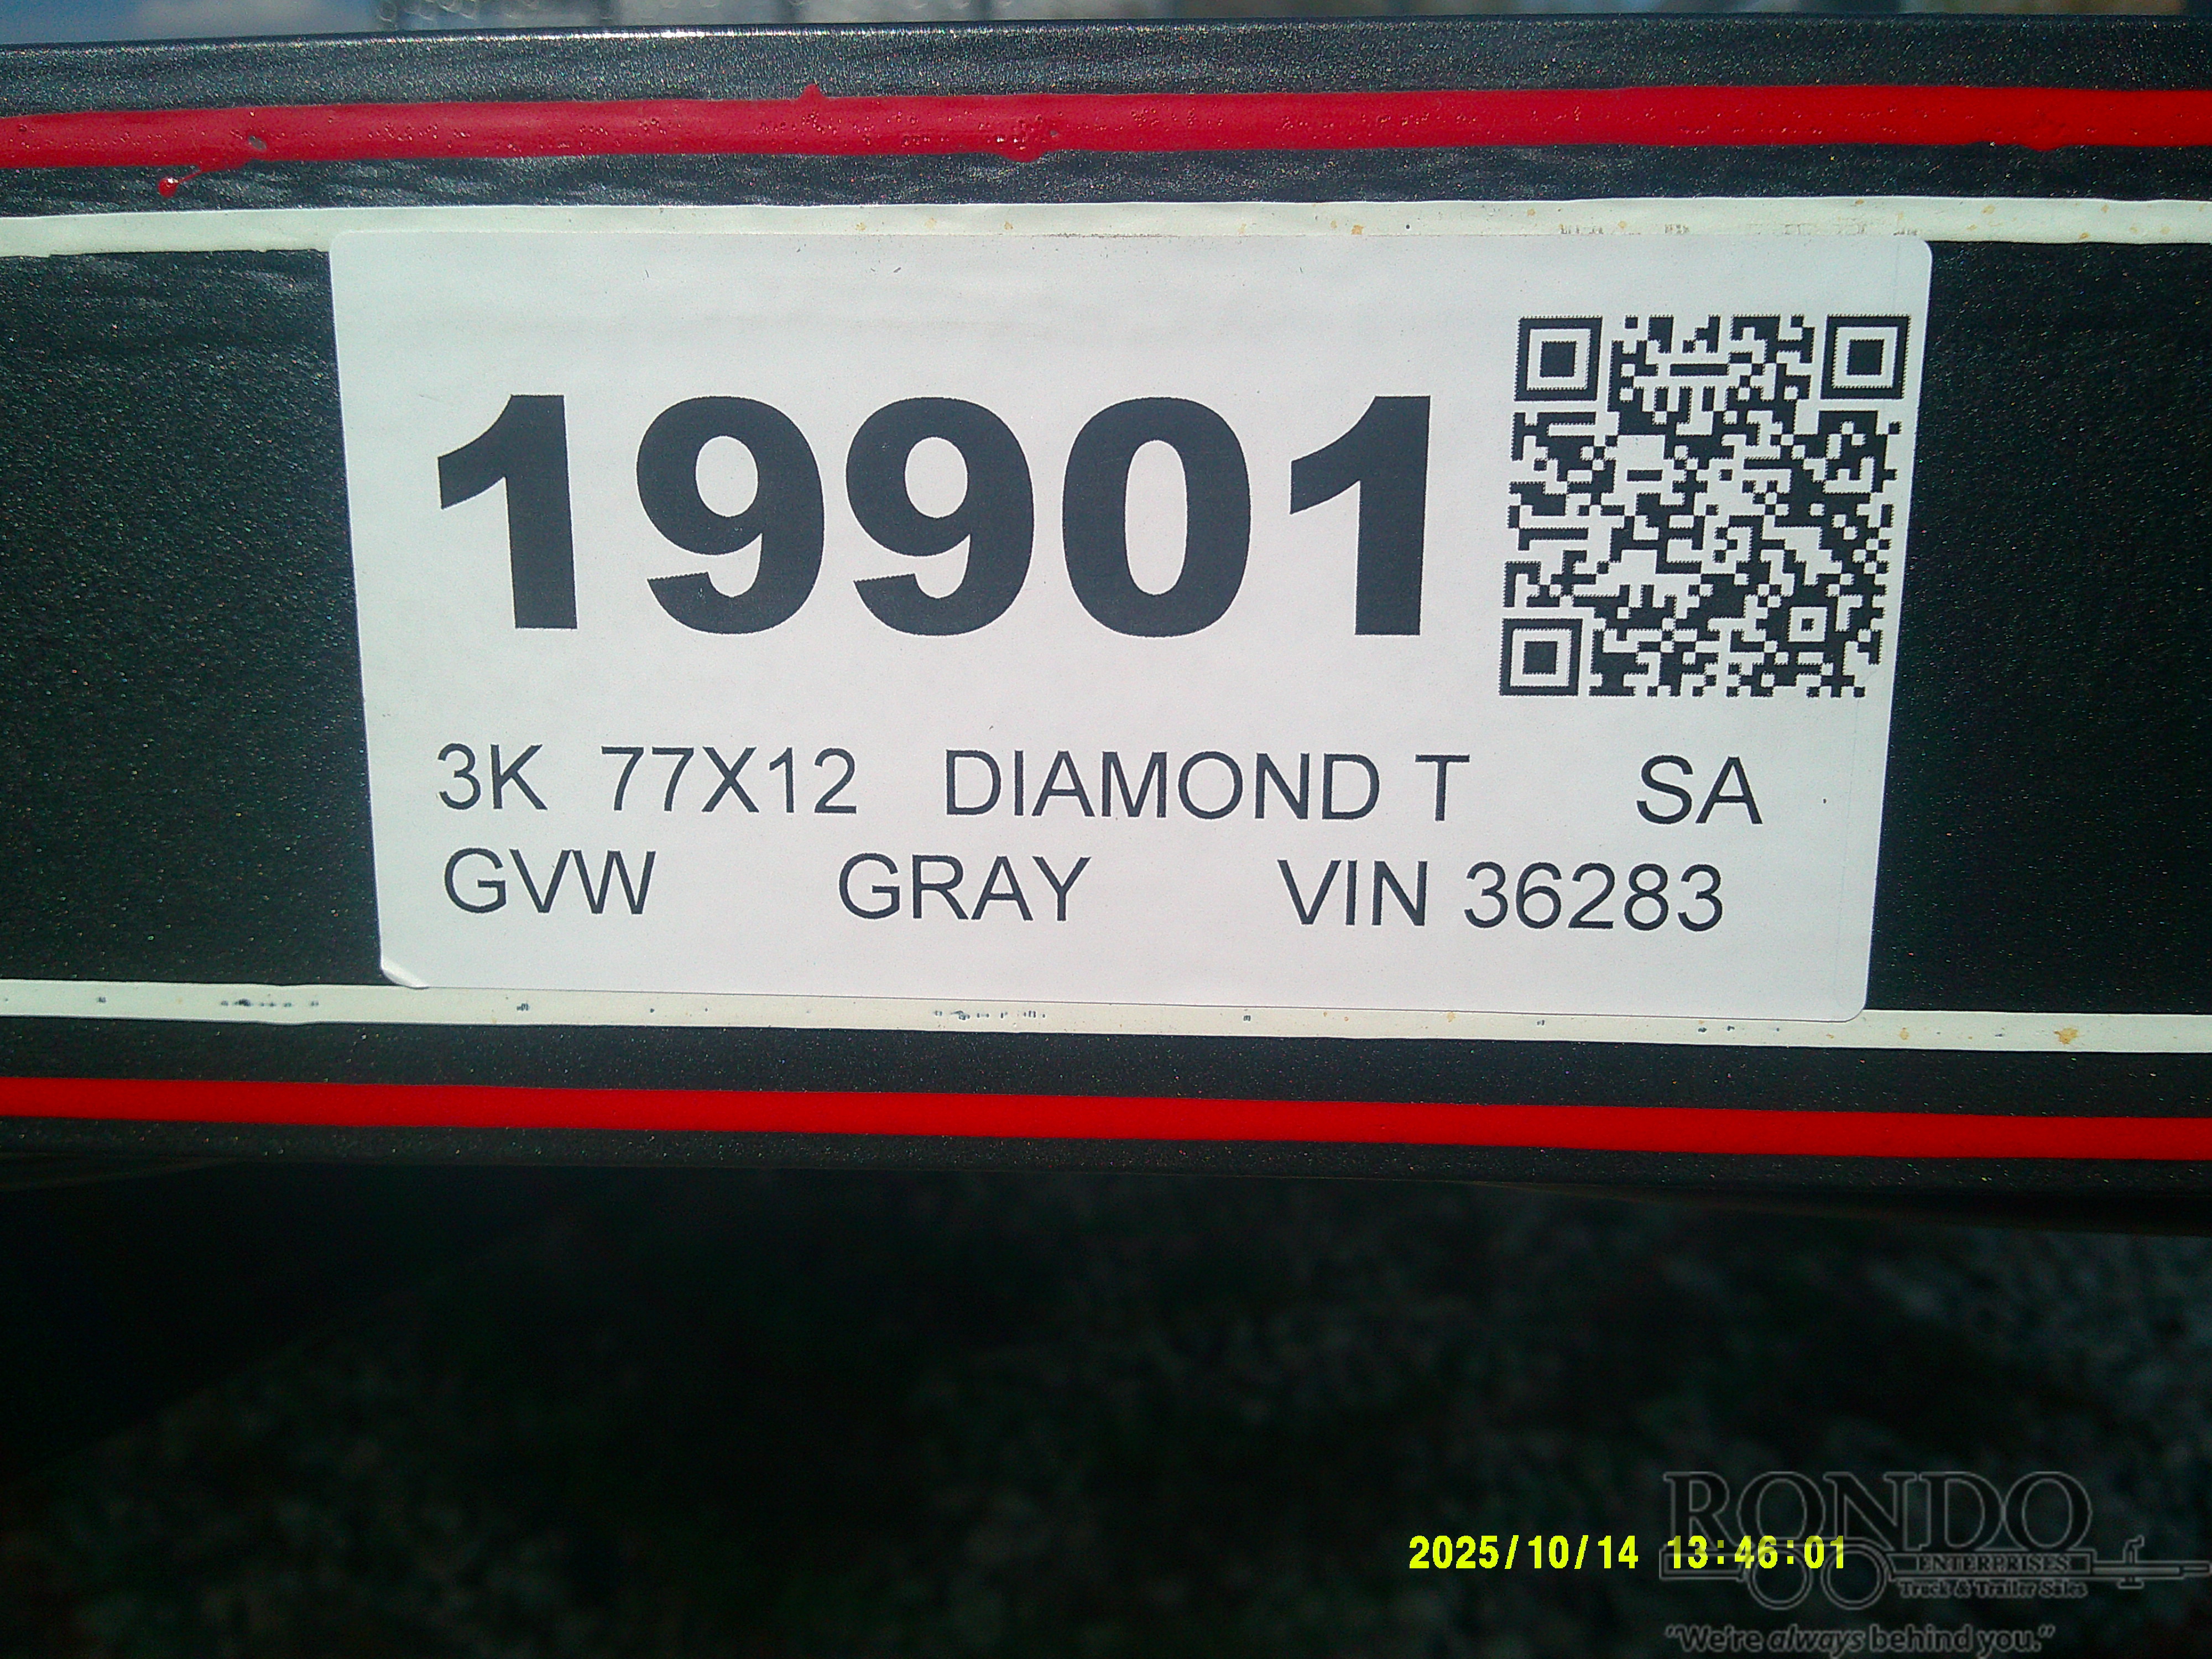 19901
3K 77X12 DIAMOND T SA
GVW GRAY VIN 36283
2025/10/14 13:46:01
RONDO
ENTERPRISES
Truck & Trailer Sales
"We're always behind you."